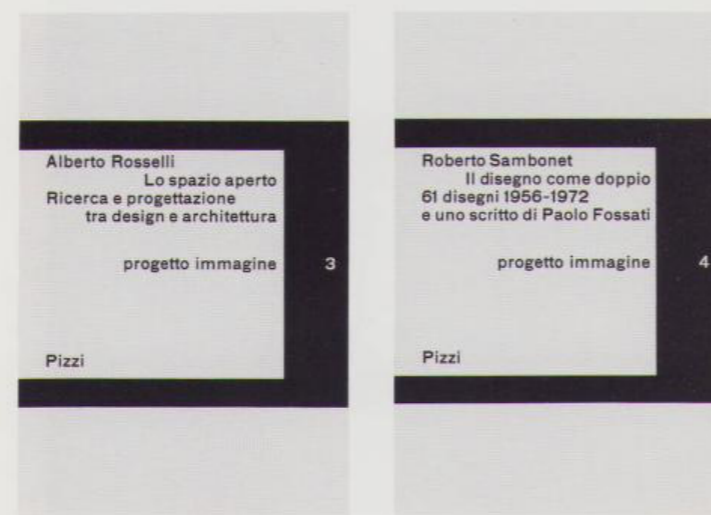 Alberto Rosselli
Lo spazio aperto
Ricerca e progettazione
tra design e architettura
progetto immagine 3
Pizzi
Roberto Sambonet
Il disegno come doppio
61 disegni 1956-1972
e uno scritto di Paolo Fossati
progetto immagine 4
Pizzi